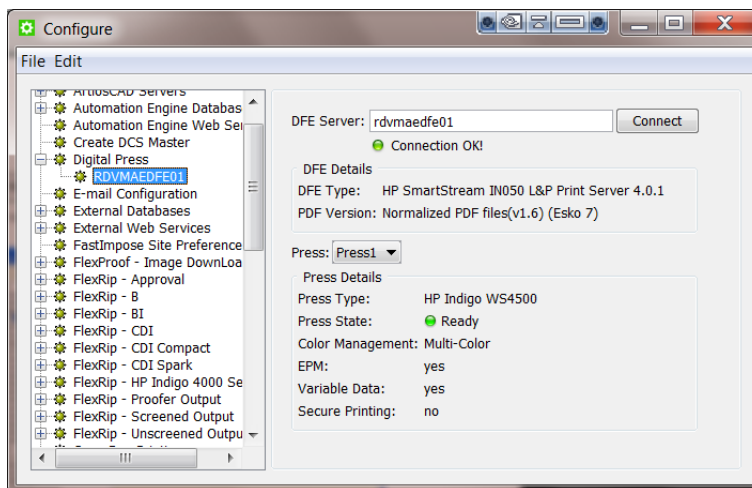 Configure
File Edit
ArtiosCAD Servers
Automation Engine Databas
Automation Engine Web Ser
Create DCS Master
Digital Press
RDVMAEDFE01
E-mail Configuration
External Databases
External Web Services
FastImpose Site Preference
FlexProof - Image DownLoa
FlexRip - Approval
FlexRip - B
FlexRip - BI
FlexRip - CDI
FlexRip - CDI Compact
FlexRip - CDI Spark
FlexRip - HP Indigo 4000 Se
FlexRip - Proofer Output
FlexRip - Screened Output
FlexRip - Unscreened Outpu
DFE Server: rdvmaedfe01 Connect
Connection OK!
DFE Details
DFE Type: HP SmartStream IN050 L&P Print Server 4.0.1
PDF Version: Normalized PDF files(v1.6) (Esko 7)
Press: Press1
Press Details
Press Type: HP Indigo WS4500
Press State: Ready
Color Management: Multi-Color
EPM: yes
Variable Data: yes
Secure Printing: no